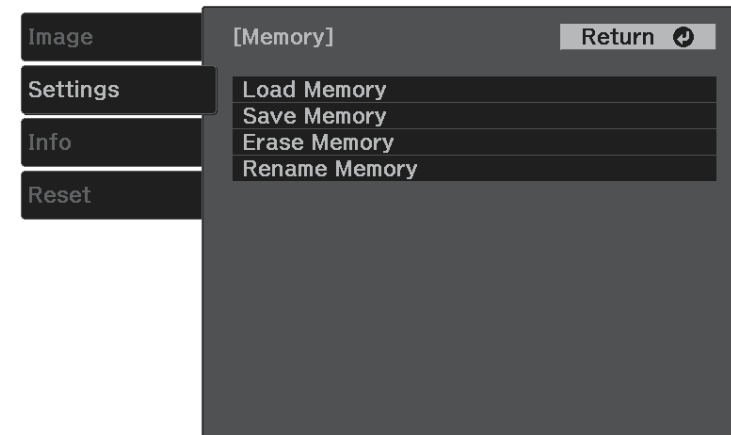 Image
Settings
Info
Reset
[Memory]
Return
Load Memory
Save Memory
Erase Memory
Rename Memory